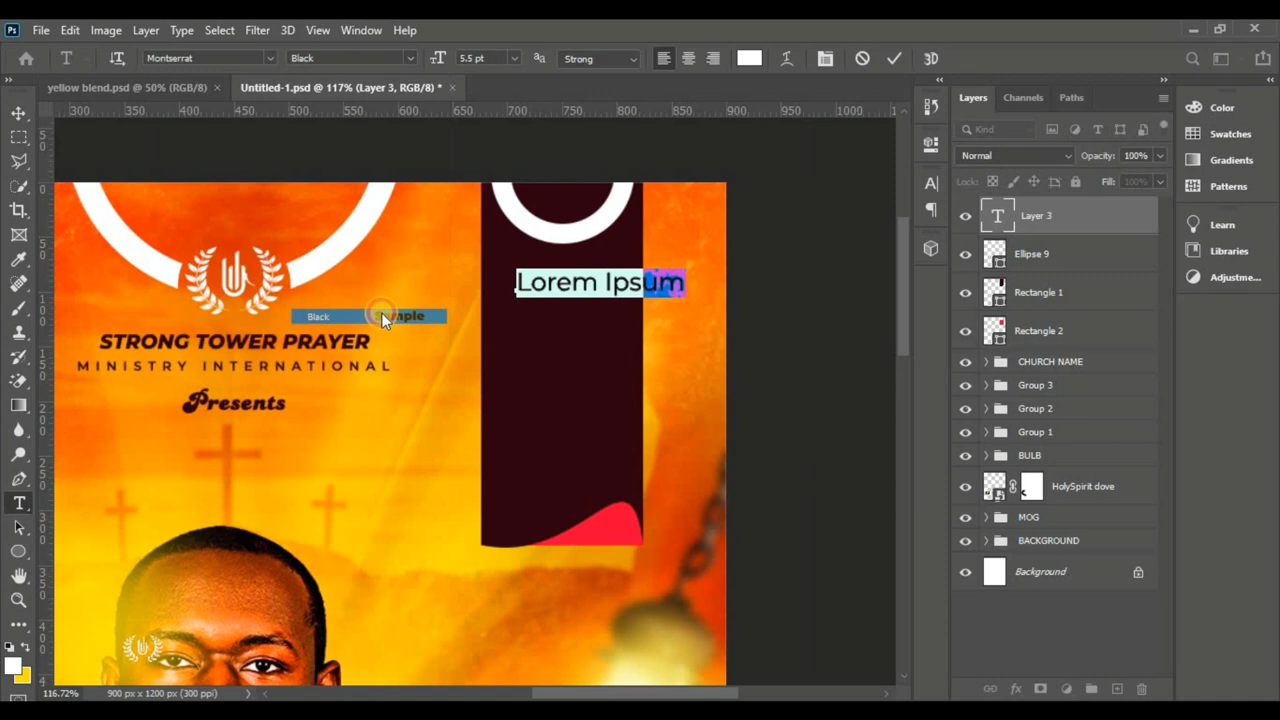 Ps File Edit Image Layer Type Select Filter 3D View Window Help
Montserrat Black 5.5 pt Strong 3D
yellow blend.psd @ 50% (RGB/8) × Untitled-1.psd @ 117% (Layer 3, RGB/8) * ×
300 350 400 450 500 550 600 650 700 750 800 850 900 950 1000
Layers Channels Paths
Kind
Normal Opacity: 100%
Lock: Fill: 100%
Layer 3
Ellipse 9
Rectangle 1
Rectangle 2
CHURCH NAME
Group 3
Group 2
Group 1
BULB
HolySpirit dove
MOG
BACKGROUND
Background
Color
Swatches
Gradients
Patterns
Learn
Libraries
Adjustme...
Lorem Ipsum
Black
STRONG TOWER PRAYER
MINISTRY INTERNATIONAL
Presents
116.72% 900 px x 1200 px (300 ppi)